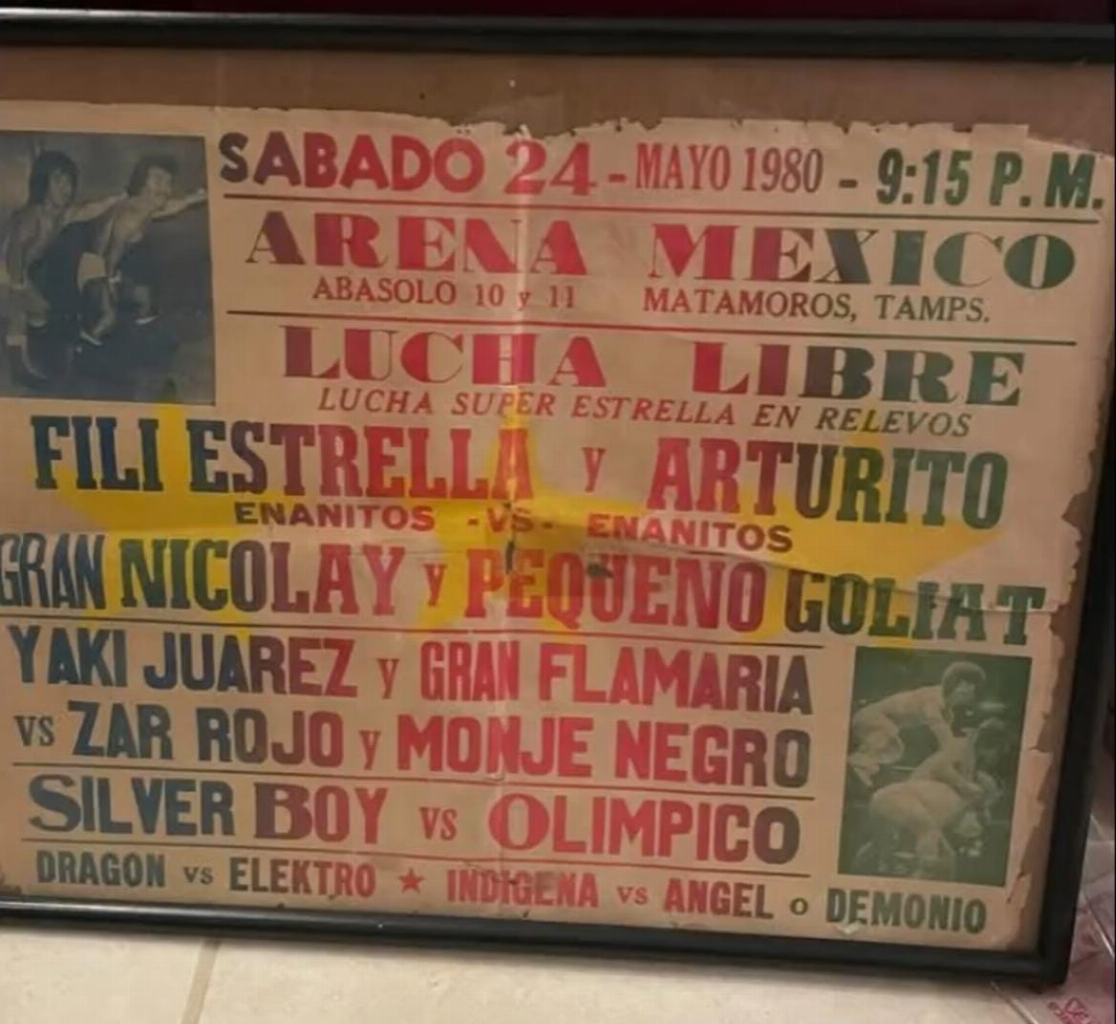 SABADO 24 - MAYO 1980 - 9:15 P.M.
ARENA MEXICO
ABASOLO 10 y 11 MATAMOROS, TAMPS.
LUCHA LIBRE
LUCHA SUPER ESTRELLA EN RELEVOS
FILI ESTRELLA y ARTURITO
ENANITOS -VS- ENANITOS
GRAN NICOLAY y PEQUENO GOLIAT
YAKI JUAREZ y GRAN FLAMARIA
vs ZAR ROJO y MONJE NEGRO
SILVER BOY vs OLIMPICO
DRAGON vs ELEKTRO ★ INDIGENA vs ANGEL o DEMONIO